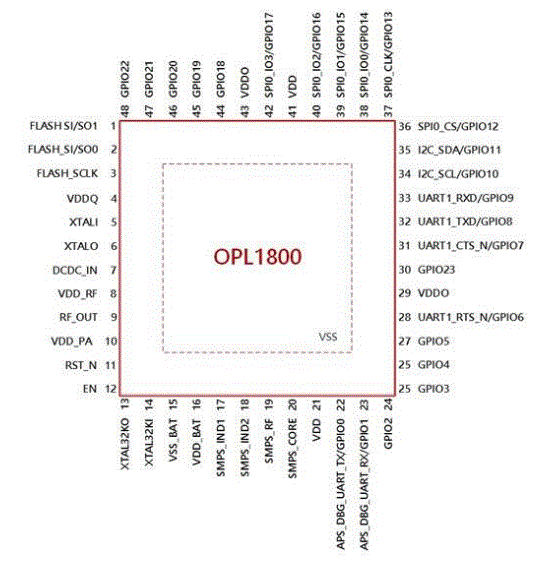 48 GPIO22
47 GPIO21
46 GPIO20
45 GPIO19
44 GPIO18
43 VDDO
42 SPI0_IO3/GPIO17
41 VDD
40 SPI0_IO2/GPIO16
39 SPI0_IO1/GPIO15
38 SPI0_IO0/GPIO14
37 SPI0_CLK/GPIO13
FLASH SI/SO1 1
FLASH_SI/SO0 2
FLASH_SCLK 3
VDDQ 4
XTALI 5
XTALO 6
DCDC_IN 7
VDD_RF 8
RF_OUT 9
VDD_PA 10
RST_N 11
EN 12
OPL1800
VSS
36 SPI0_CS/GPIO12
35 I2C_SDA/GPIO11
34 I2C_SCL/GPIO10
33 UART1_RXD/GPIO9
32 UART1_TXD/GPIO8
31 UART1_CTS_N/GPIO7
30 GPIO23
29 VDDO
28 UART1_RTS_N/GPIO6
27 GPIO5
25 GPIO4
25 GPIO3
XTAL32KO 13
XTAL32KI 14
VSS_BAT 15
VDD_BAT 16
SMPS_IND1 17
SMPS_IND2 18
SMPS_RF 19
SMPS_CORE 20
VDD 21
APS_DBG_UART_TX/GPIO0 22
APS_DBG_UART_RX/GPIO1 23
GPIO2 24